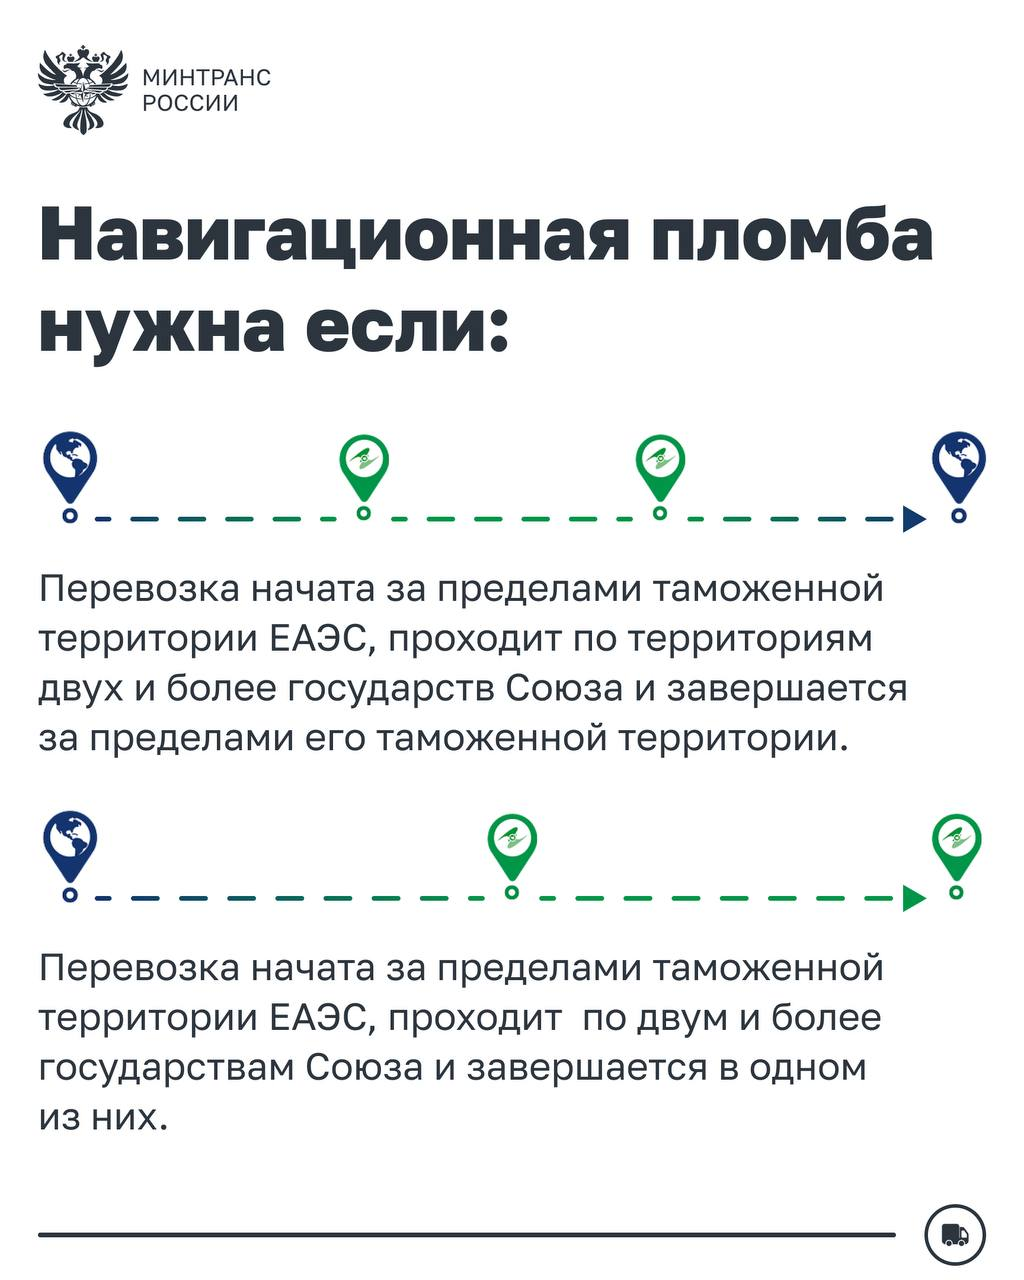 МИНТРАНС
РОССИИ
Навигационная пломба
нужна если:
Перевозка начата за пределами таможенной
территории ЕАЭС, проходит по территориям
двух и более государств Союза и завершается
за пределами его таможенной территории.
Перевозка начата за пределами таможенной
территории ЕАЭС, проходит  по двум и более
государствам Союза и завершается в одном
из них.